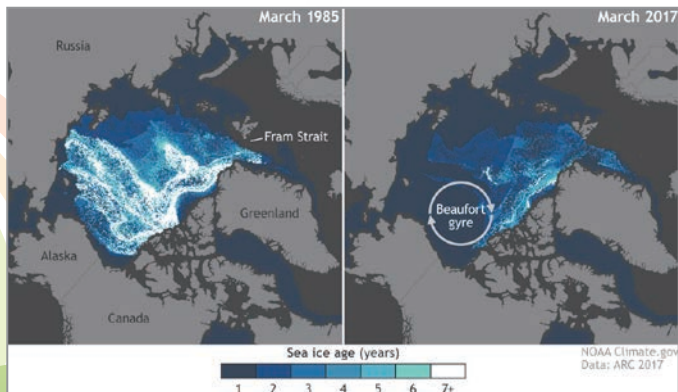 March 1985
March 2017
Russia
Fram Strait
Greenland
Beaufort
gyre
Alaska
Canada
Sea ice age (years)
1 2 3 4 5 6 7+
NOAA Climate.gov
Data: ARC 2017